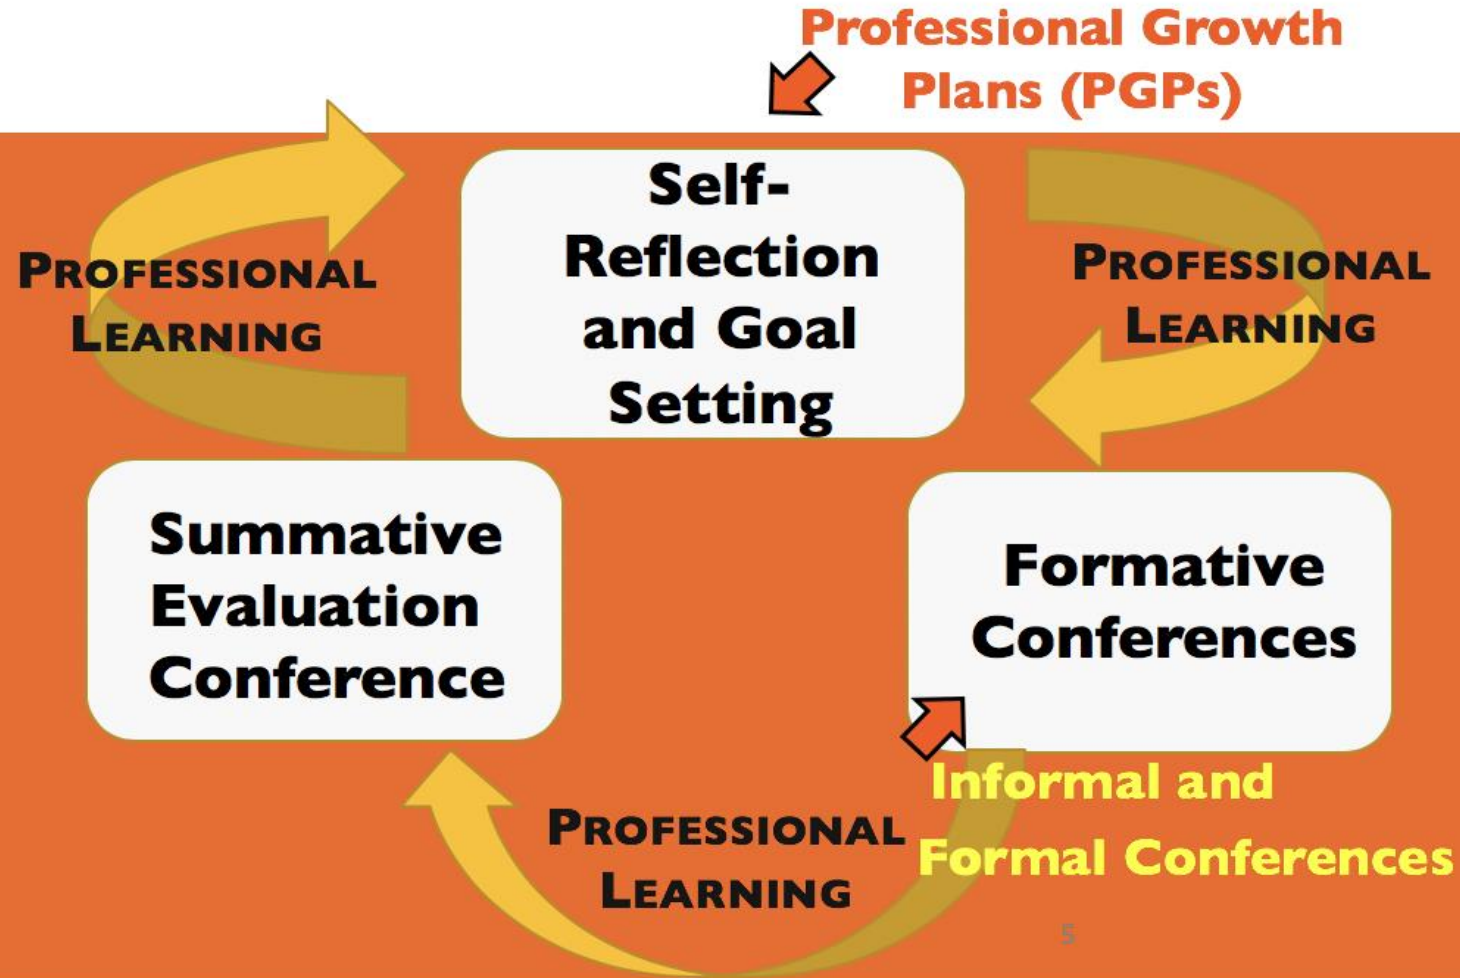 Professional Growth
Plans (PGPs)
Self-
Reflection
and Goal
Setting
PROFESSIONAL
LEARNING
PROFESSIONAL
LEARNING
Summative
Evaluation
Conference
Formative
Conferences
Informal and
Formal Conferences
PROFESSIONAL
LEARNING
5